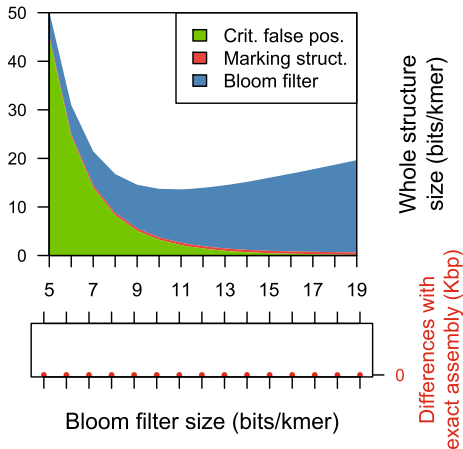 50
40
30
20
10
0
Crit. false pos.
Marking struct.
Bloom filter
Whole structure
size (bits/kmer)
5 7 9 11 13 15 17 19
0
Differences with
exact assembly (Kbp)
Bloom filter size (bits/kmer)